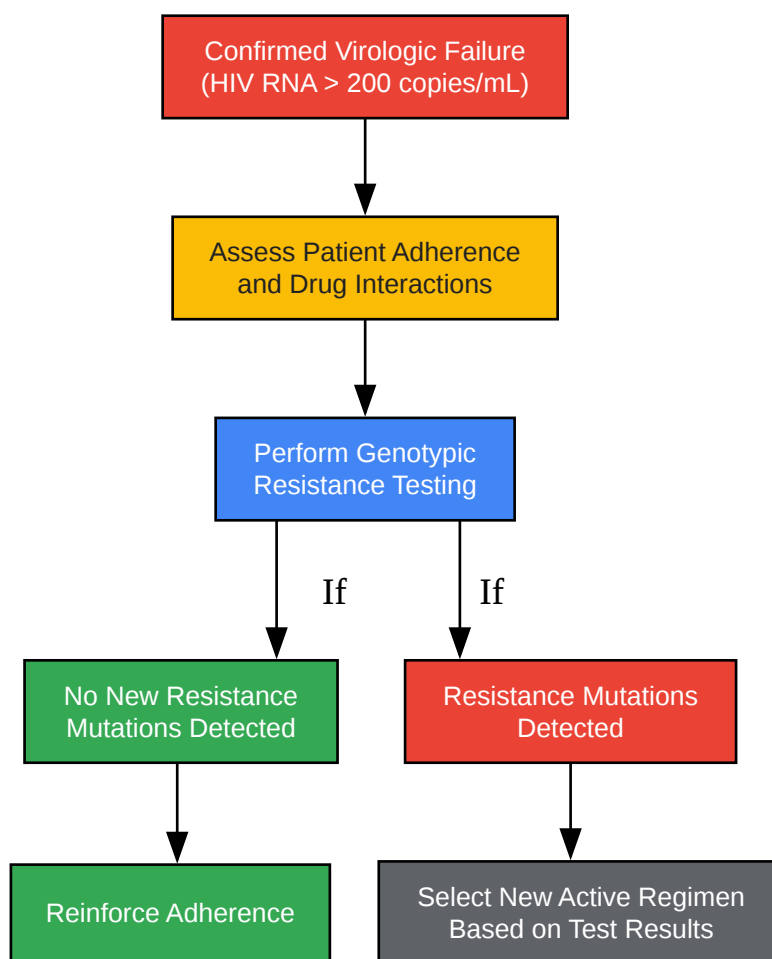 Confirmed Virologic Failure
(HIV RNA > 200 copies/mL)
Assess Patient Adherence
and Drug Interactions
Perform Genotypic
Resistance Testing
If
If
No New Resistance
Mutations Detected
Resistance Mutations
Detected
Reinforce Adherence
Select New Active Regimen
Based on Test Results